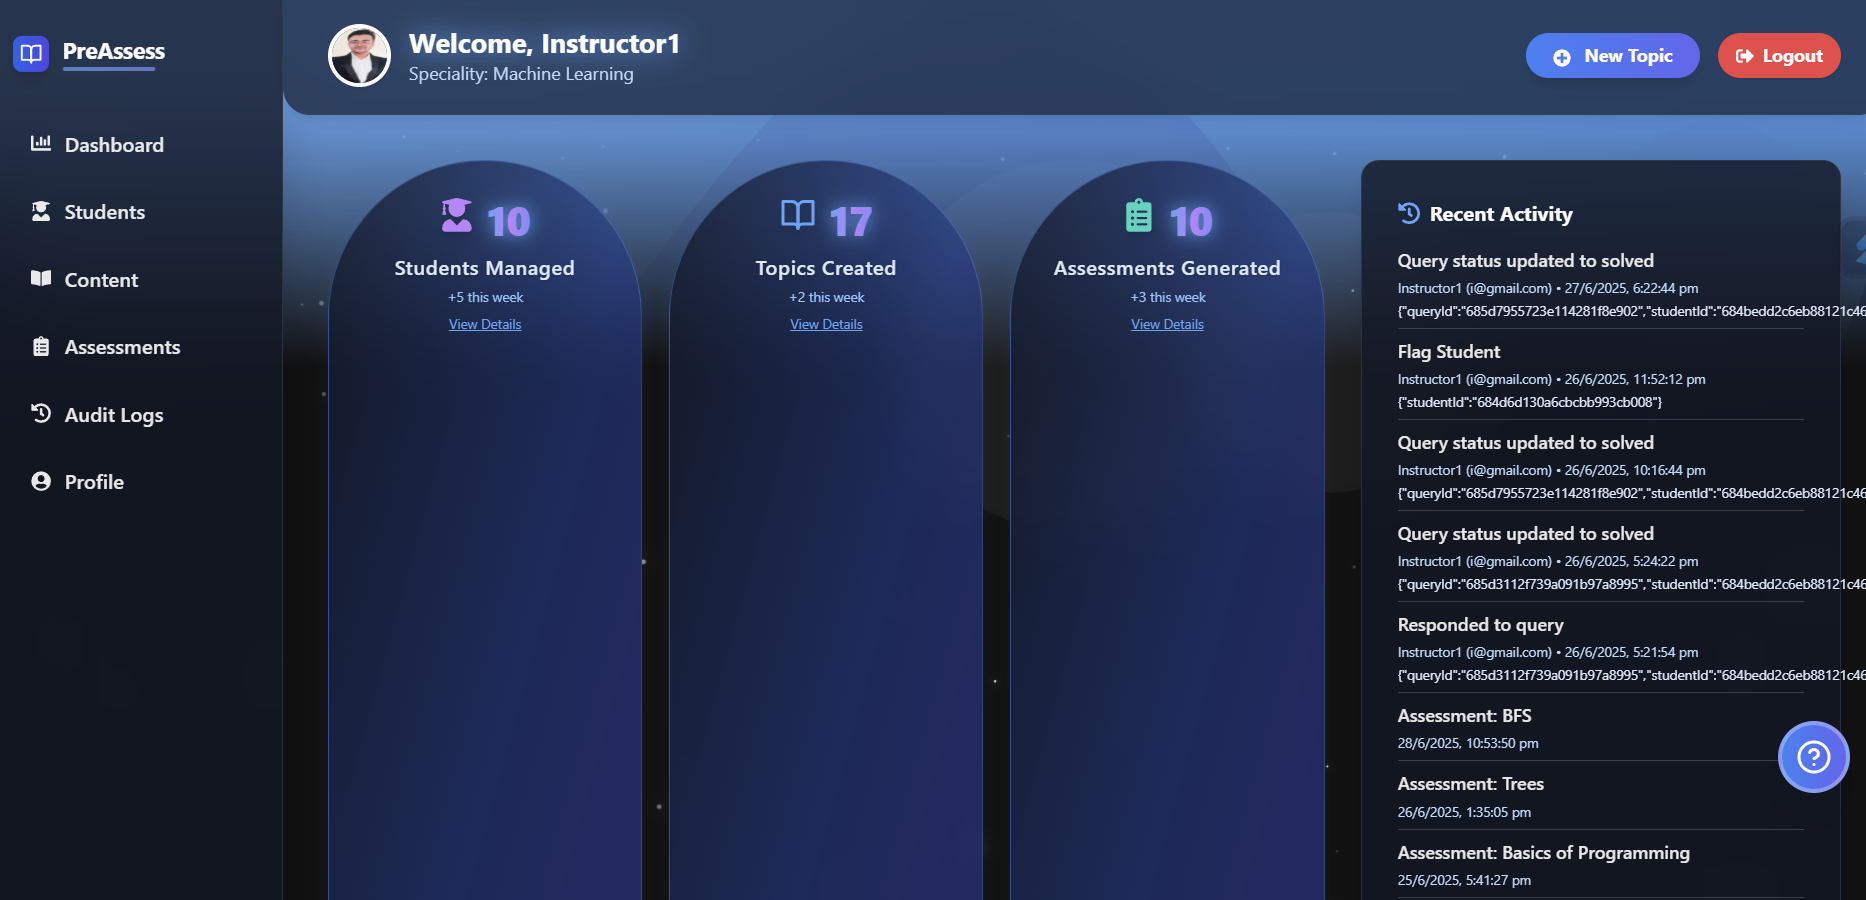 PreAssess
Dashboard
Students
Content
Assessments
Audit Logs
Profile
Welcome, Instructor1
Speciality: Machine Learning
New Topic
Logout
10
Students Managed
+5 this week
View Details
17
Topics Created
+2 this week
View Details
10
Assessments Generated
+3 this week
View Details
Recent Activity
Query status updated to solved
Instructor1 (i@gmail.com) • 27/6/2025, 6:22:44 pm
{"queryId":"685d7955723e114281f8e902","studentId":"684bedd2c6eb88121c46
Flag Student
Instructor1 (i@gmail.com) • 26/6/2025, 11:52:12 pm
{"studentId":"684d6d130a6cbcbb993cb008"}
Query status updated to solved
Instructor1 (i@gmail.com) • 26/6/2025, 10:16:44 pm
{"queryId":"685d7955723e114281f8e902","studentId":"684bedd2c6eb88121c46
Query status updated to solved
Instructor1 (i@gmail.com) • 26/6/2025, 5:24:22 pm
{"queryId":"685d3112f739a091b97a8995","studentId":"684bedd2c6eb88121c46
Responded to query
Instructor1 (i@gmail.com) • 26/6/2025, 5:21:54 pm
{"queryId":"685d3112f739a091b97a8995","studentId":"684bedd2c6eb88121c46
Assessment: BFS
28/6/2025, 10:53:50 pm
Assessment: Trees
26/6/2025, 1:35:05 pm
Assessment: Basics of Programming
25/6/2025, 5:41:27 pm